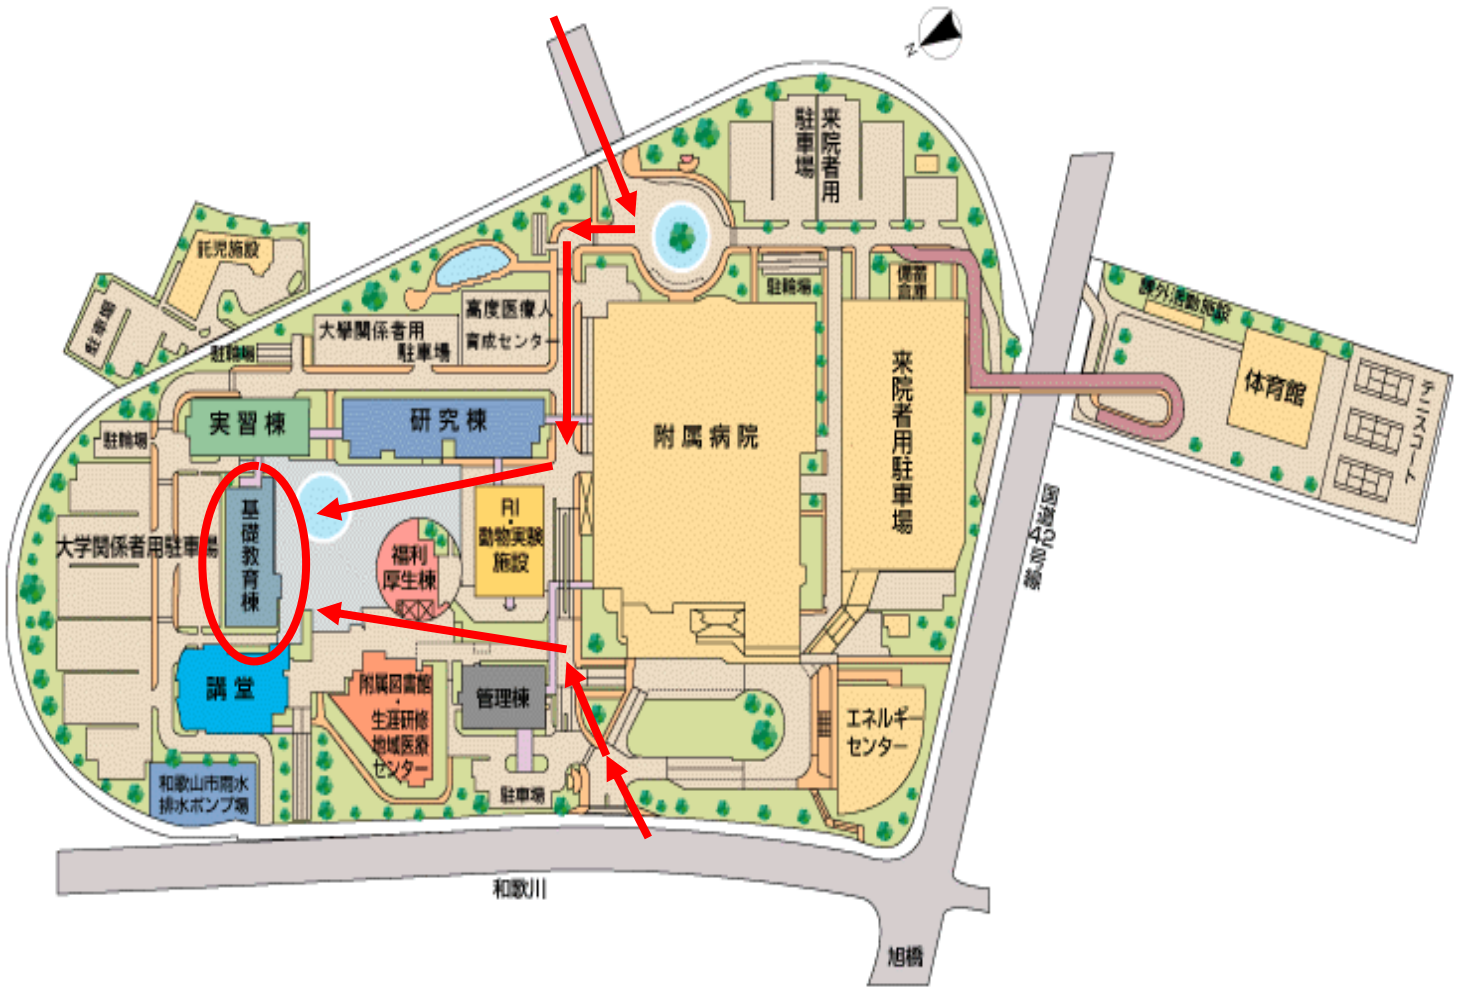 N
来院者用
駐車場
託児施設
駐車場
備蓄
倉庫
駐輪場
課外活動施設
高度医療人
育成センター
大學関係者用
駐車場
駐輪場
体育館
テニスコート
来院者用駐車場
実習棟
研究棟
附属病院
駐輪場
基礎教育棟
RI
・
動物実験
施設
国道42号線
大学関係者用駐車場
福利
厚生棟
講堂
附属図書館
・
生涯研修
地域医療
センター
管理棟
エネルギー
センター
和歌山市雨水
排水ポンプ場
駐車場
和歌川
旭橋